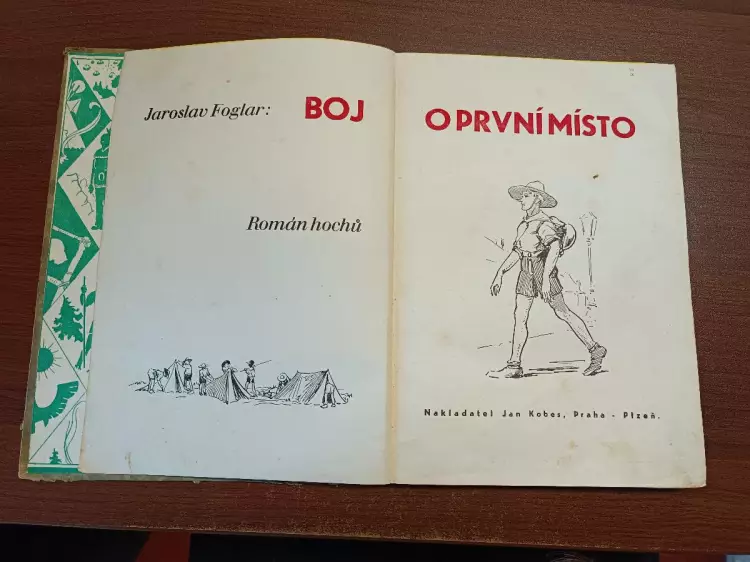 Jaroslav Foglar: BOJ O PRVNÍ MÍSTO
Román hochů
Nakladatel Jan Kobes, Praha - Plzeň.